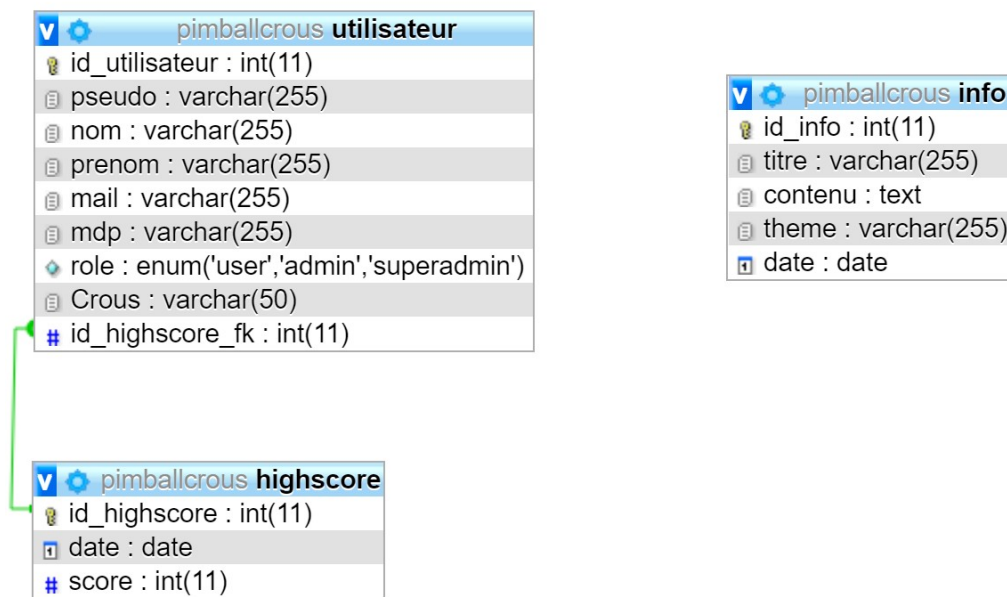 pimballcrous utilisateur
id_utilisateur : int(11)
pseudo : varchar(255)
nom : varchar(255)
prenom : varchar(255)
mail : varchar(255)
mdp : varchar(255)
role : enum('user','admin','superadmin')
Crous : varchar(50)
# id_highscore_fk : int(11)
pimballcrous info
id_info : int(11)
titre : varchar(255)
contenu : text
theme : varchar(255)
date : date
pimballcrous highscore
id_highscore : int(11)
date : date
# score : int(11)